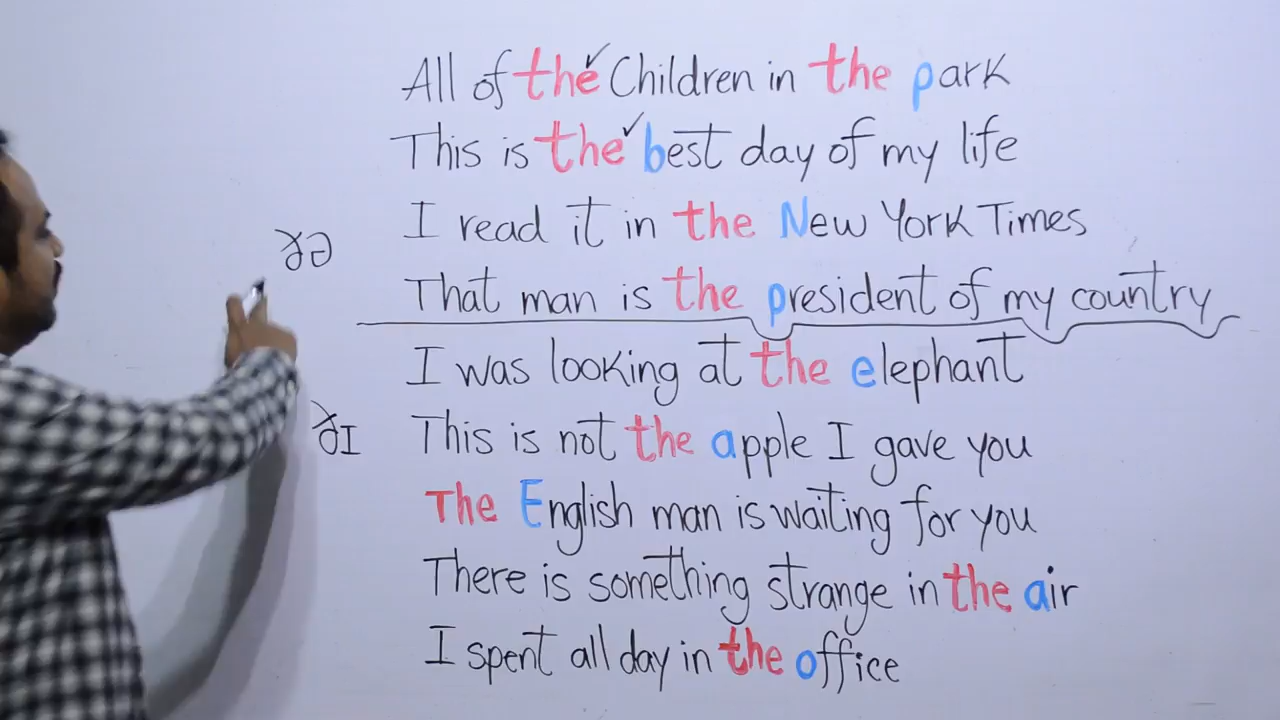 All of the Children in the park
This is the best day of my life
I read it in the New York Times
ðə
That man is the president of my country
I was looking at the elephant
ðI
This is not the apple I gave you
The English man is waiting for you
There is something strange in the air
I spent all day in the office